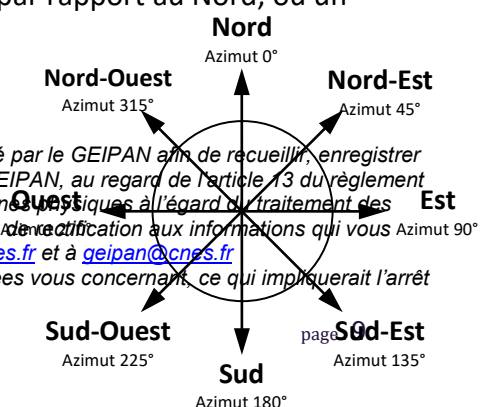 par rapport au Nord, ou un
Nord
Azimut 0°
Nord-Ouest
Azimut 315°
Nord-Est
Azimut 45°
é par le GEIPAN afin de recueillir, enregistrer
EIPAN, au regard de l'article 13 du règlement
nes physiques à l'égard du traitement des
Ouest
Est
Azimut 90°
de rectification aux informations qui vous
es.fr et à geipan@cnes.fr
ées vous concernant, ce qui impliquerait l'arrêt
Sud-Ouest
Azimut 225°
page
Sud-Est
Azimut 135°
Sud
Azimut 180°